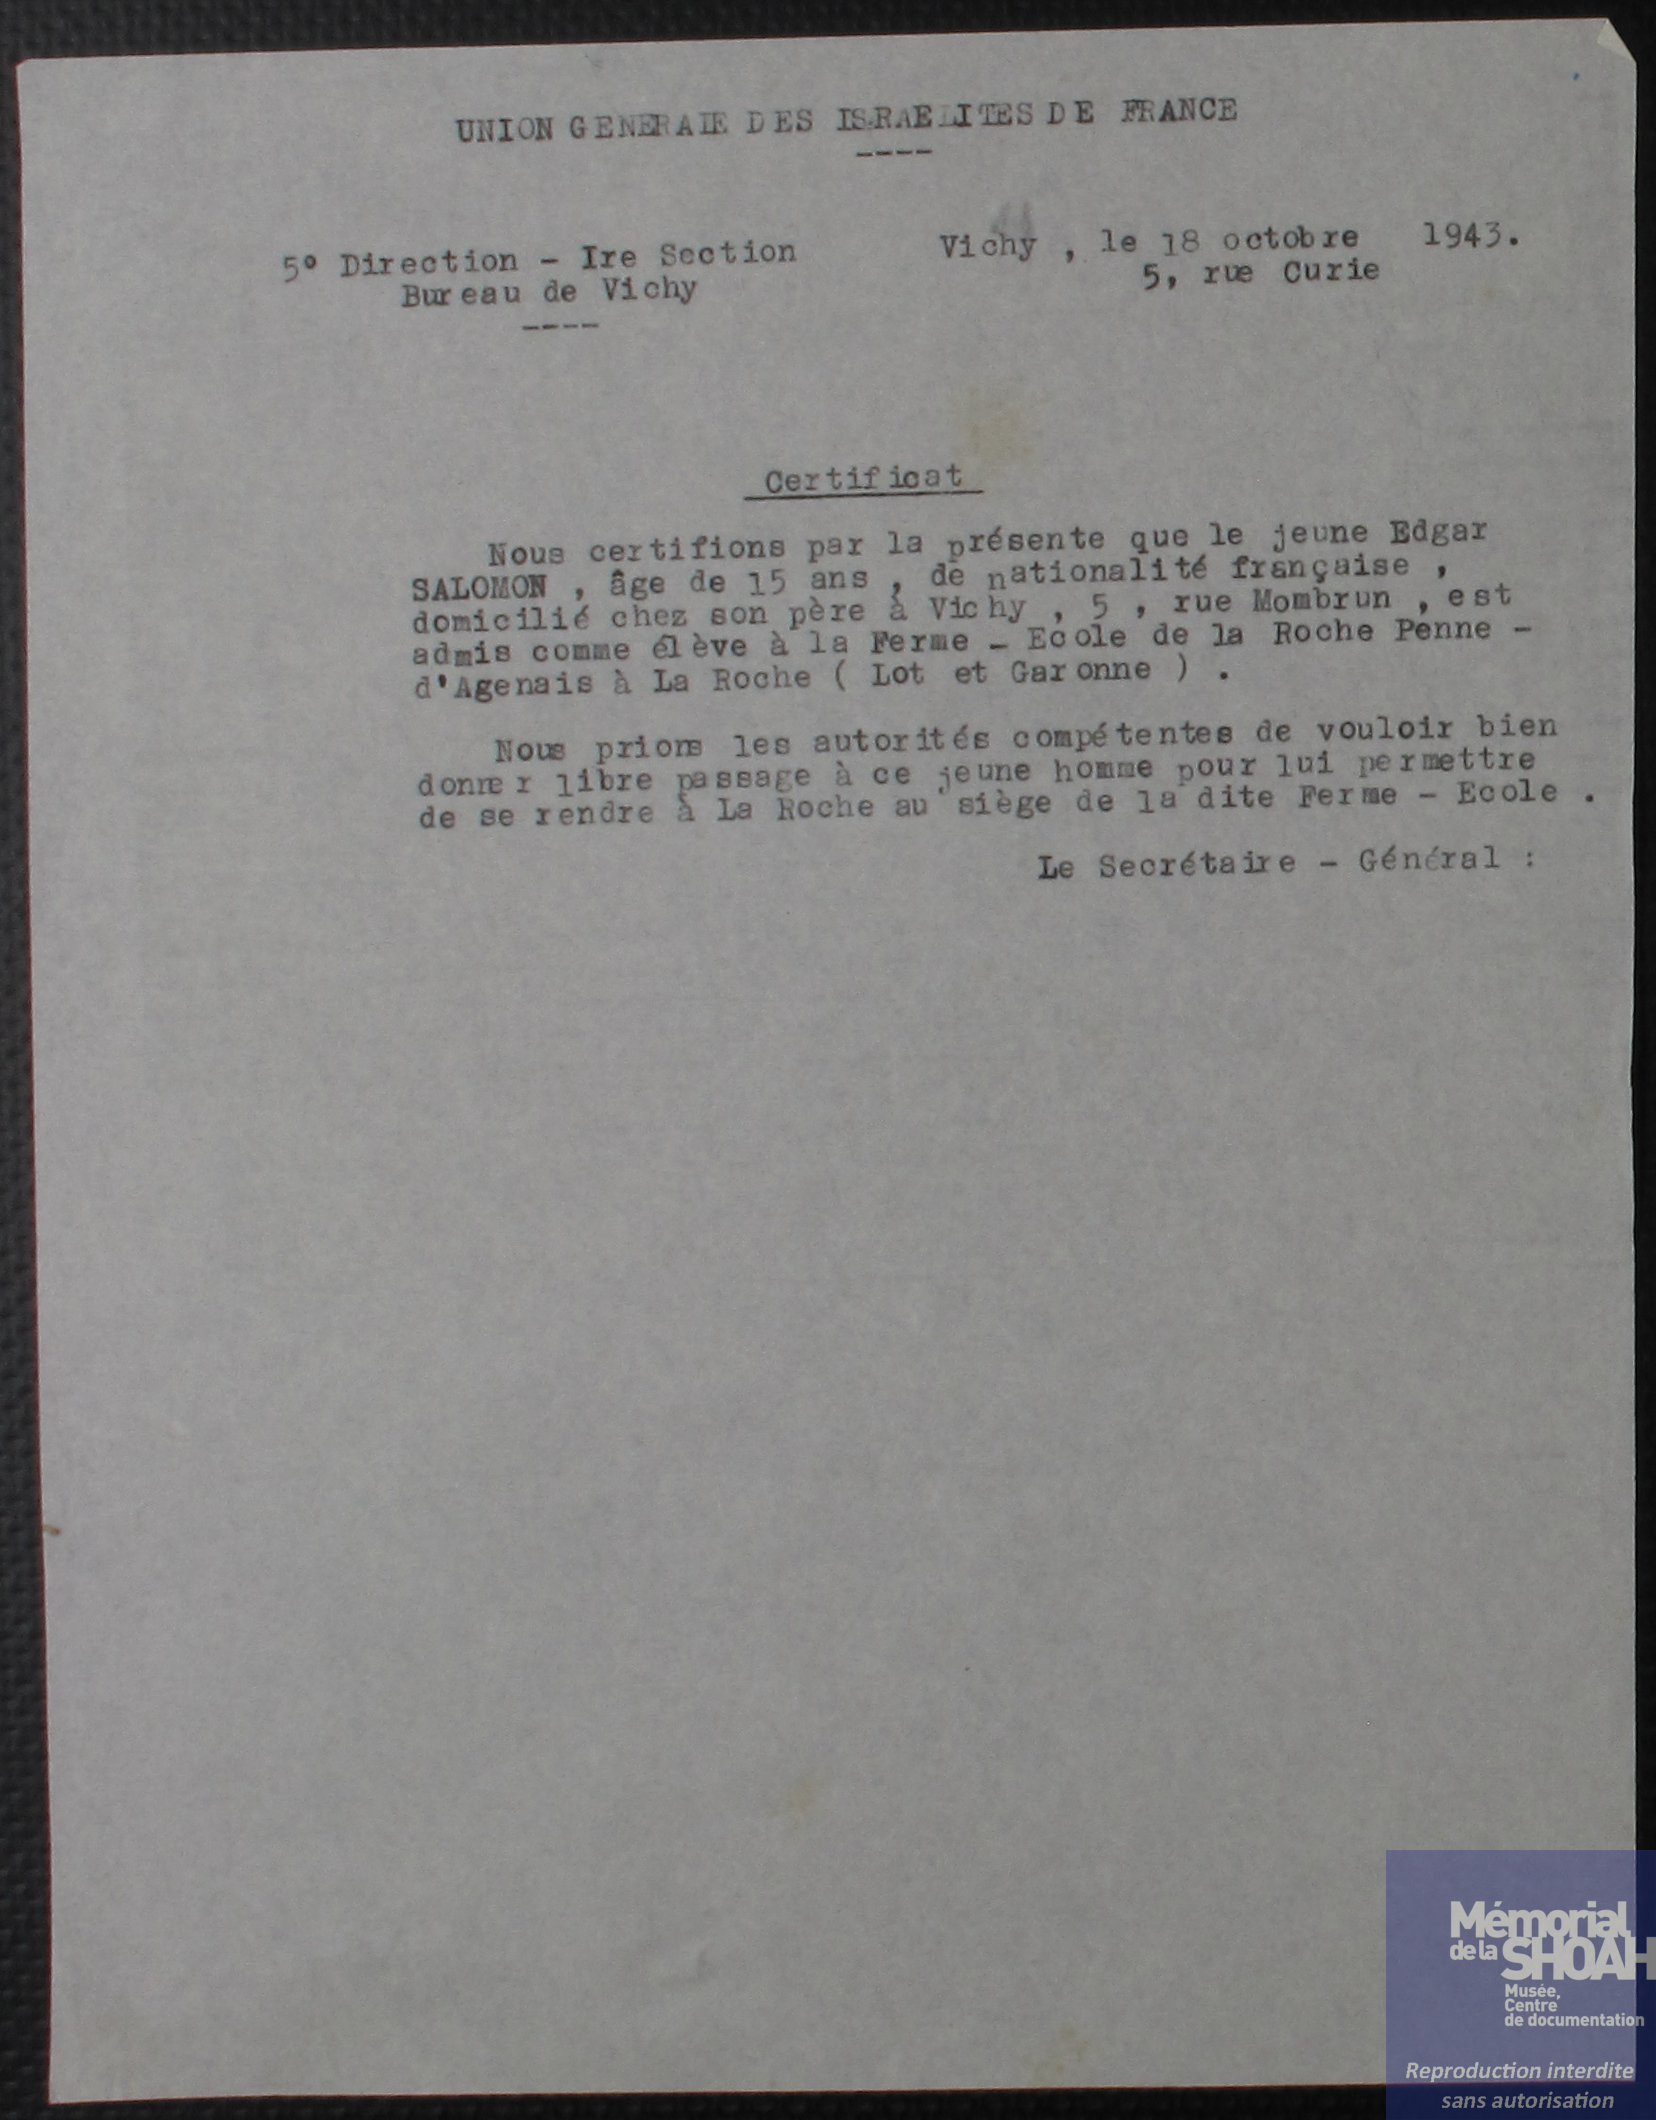 UNION GENERALE DES ISRAELITES DE FRANCE
----
5° Direction - Ire Section
Bureau de Vichy
----
Vichy , le 18 octobre 1943.
5, rue Curie
Certificat
Nous certifions par la présente que le jeune Edgar
SALOMON , âge de 15 ans , de nationalité française ,
domicilié chez son père à Vichy , 5 , rue Mombrun , est
admis comme élève à la Ferme - Ecole de la Roche Penne -
d'Agenais à La Roche ( Lot et Garonne ) .
Nous prions les autorités compétentes de vouloir bien
donner libre passage à ce jeune homme pour lui permettre
de se rendre à La Roche au siège de la dite Ferme - Ecole .
Le Secrétaire - Général :
Mémorial
de la SHOAH
Musée,
Centre
de documentation
Reproduction interdite
sans autorisation